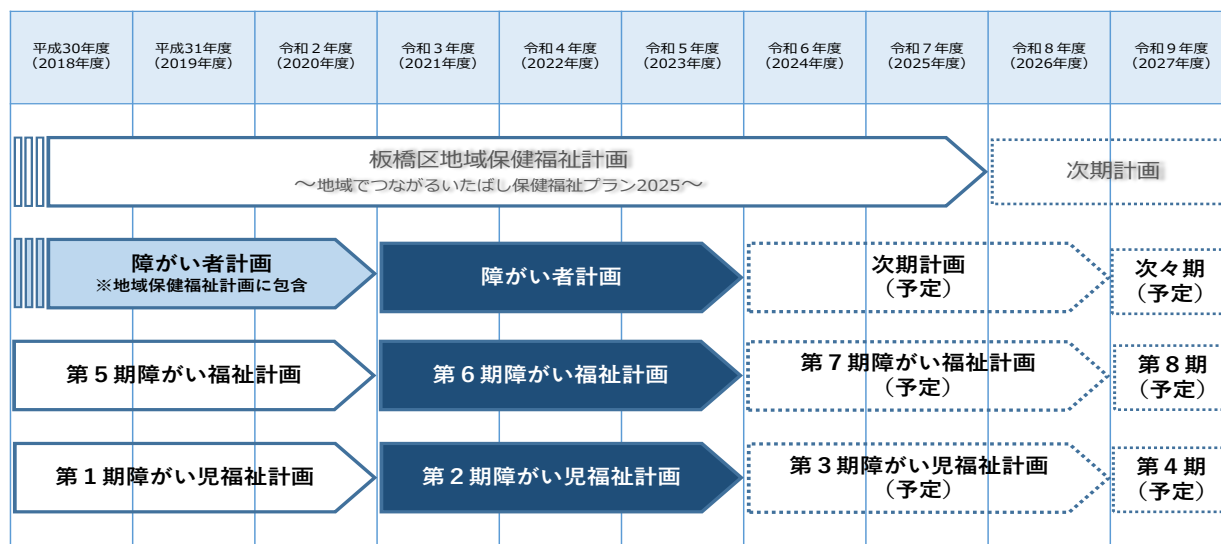 平成30年度
（2018年度）
平成31年度
（2019年度）
令和２年度
（2020年度）
令和３年度
（2021年度）
令和４年度
（2022年度）
令和５年度
（2023年度）
令和６年度
（2024年度）
令和７年度
（2025年度）
令和８年度
（2026年度）
令和９年度
（2027年度）
板橋区地域保健福祉計画
～地域でつながるいたばし保健福祉プラン2025～
次期計画
障がい者計画
※地域保健福祉計画に包含
障がい者計画
次期計画
（予定）
次々期
（予定）
第５期障がい福祉計画
第６期障がい福祉計画
第７期障がい福祉計画
（予定）
第８期
（予定）
第１期障がい児福祉計画
第２期障がい児福祉計画
第３期障がい児福祉計画
（予定）
第４期
（予定）